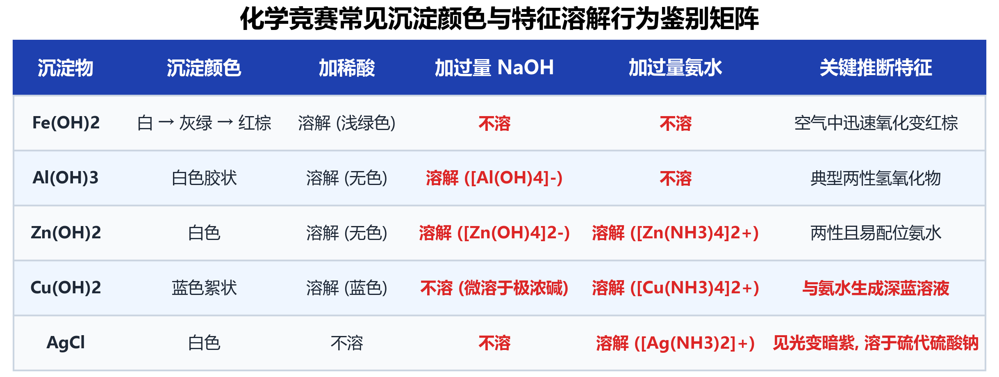 化学竞赛常见沉淀颜色与特征溶解行为鉴别矩阵
沉淀物 沉淀颜色 加稀酸 加过量 NaOH 加过量氨水 关键推断特征
Fe(OH)2 白 → 灰绿 → 红棕 溶解 (浅绿色) 不溶 不溶 空气中迅速氧化变红棕
Al(OH)3 白色胶状 溶解 (无色) 溶解 ([Al(OH)4]-) 不溶 典型两性氢氧化物
Zn(OH)2 白色 溶解 (无色) 溶解 ([Zn(OH)4]2-) 溶解 ([Zn(NH3)4]2+) 两性且易配位氨水
Cu(OH)2 蓝色絮状 溶解 (蓝色) 不溶 (微溶于极浓碱) 溶解 ([Cu(NH3)4]2+) 与氨水生成深蓝溶液
AgCl 白色 不溶 不溶 溶解 ([Ag(NH3)2]+) 见光变暗紫, 溶于硫代硫酸钠